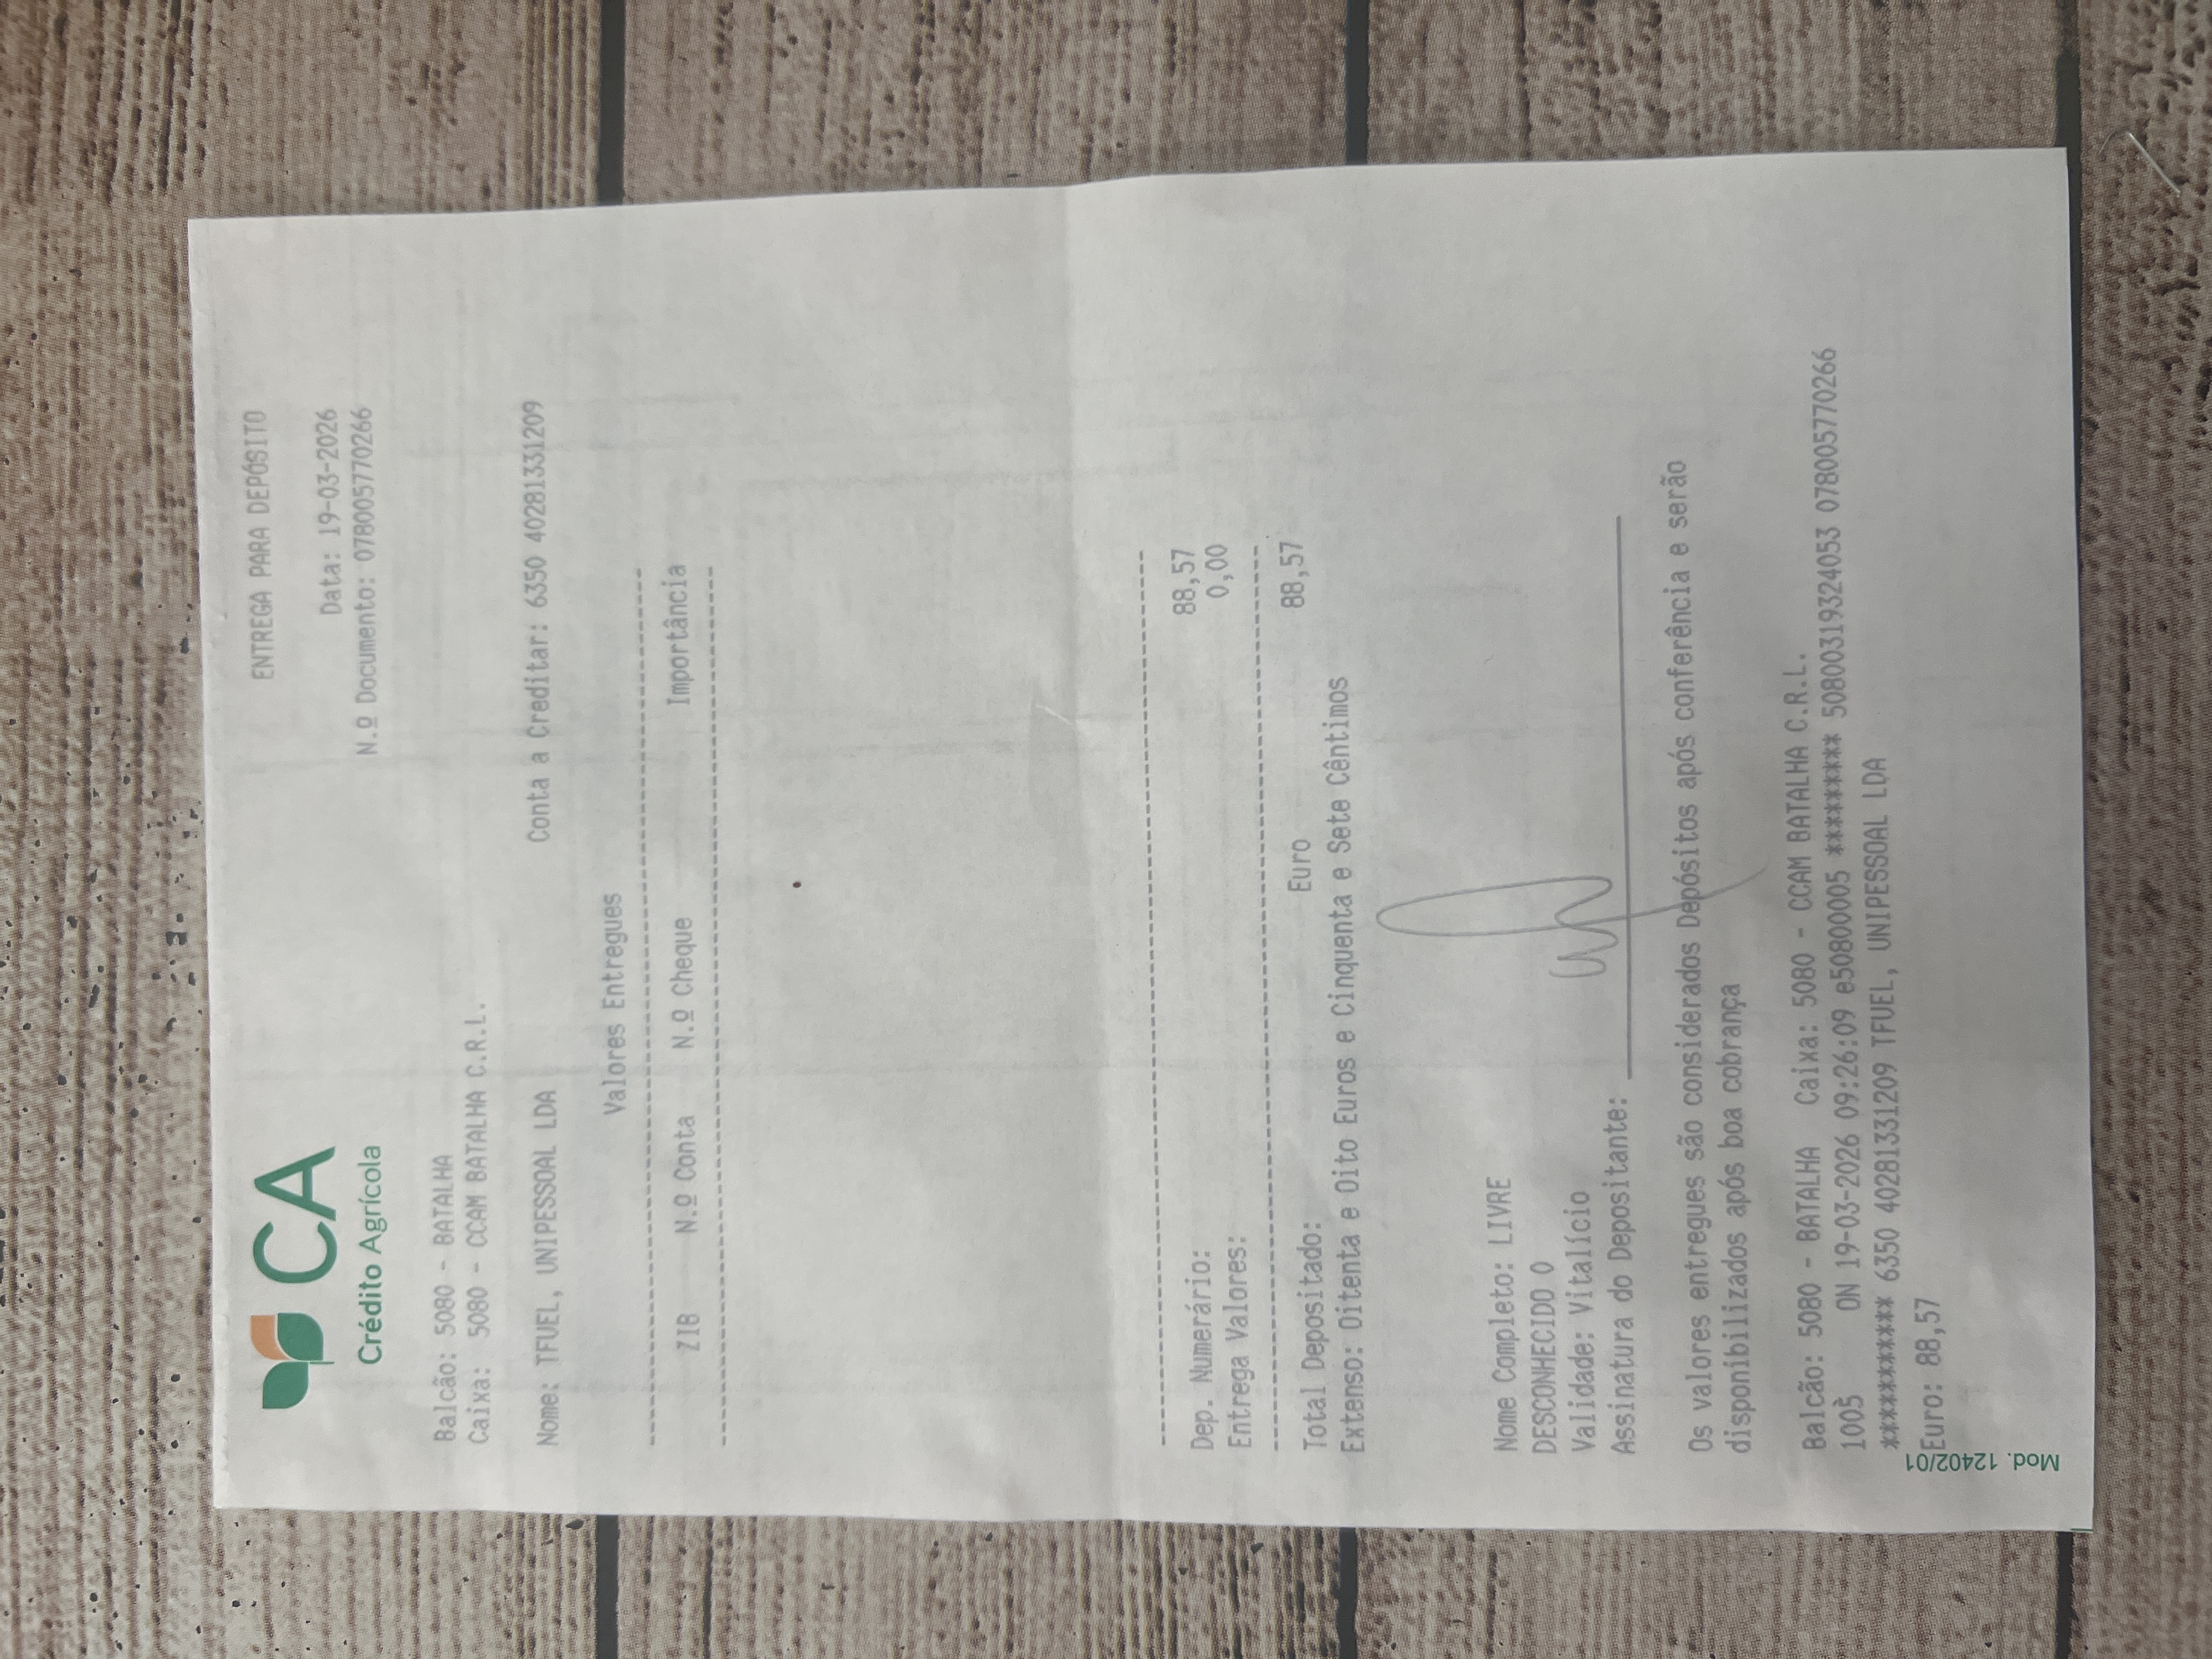 CA
Crédito Agrícola
ENTREGA PARA DEPÓSITO
Data: 19-03-2026
N.º Documento: 078005770266
Balcão: 5080 - BATALHA
Caixa: 5080 - CCAM BATALHA C.R.L.
Nome: TFUEL, UNIPESSOAL LDA Conta a Creditar: 6350 40281331209
Valores Entregues
--------------------------------------------------------------------------------
ZIB N.º Conta N.º Cheque Importância
--------------------------------------------------------------------------------
--------------------------------------------------------------------------------
Dep. Numerário: 88,57
Entrega Valores: 0,00
--------------------------------------------------------------------------------
Total Depositado: Euro 88,57
Extenso: Oitenta e Oito Euros e Cinquenta e Sete Cêntimos
Nome Completo: LIVRE
DESCONHECIDO O
Validade: Vitalício
Assinatura do Depositante:
Os valores entregues são considerados Depósitos após conferência e serão
disponibilizados após boa cobrança
Balcão: 5080 - BATALHA Caixa: 5080 - CCAM BATALHA C.R.L.
1005 ON 19-03-2026 09:26:09 e508000005 ********* 50800319324053 078005770266
*********** 6350 40281331209 TFUEL, UNIPESSOAL LDA
Euro: 88,57
Mod. 12402/01